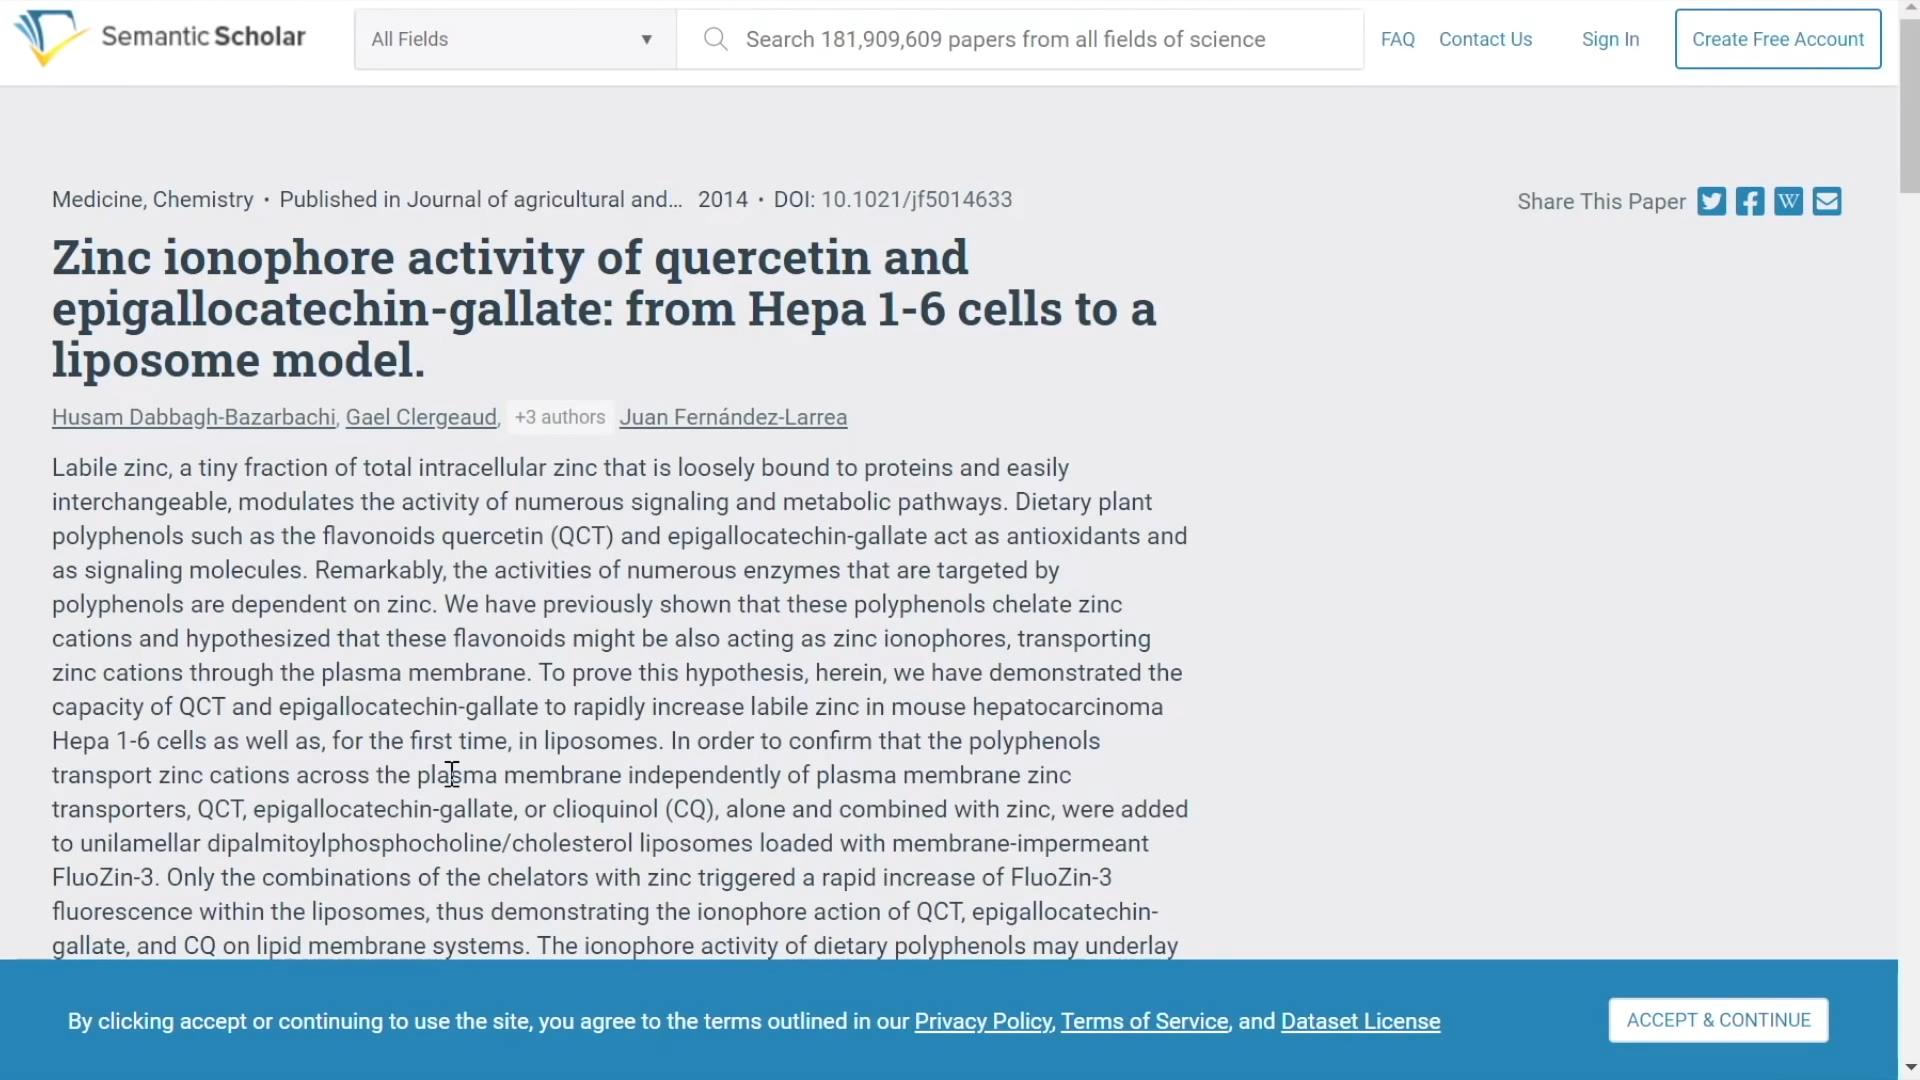 Semantic Scholar
All Fields
Search 181,909,609 papers from all fields of science
FAQ Contact Us Sign In Create Free Account
Medicine, Chemistry • Published in Journal of agricultural and... 2014 • DOI: 10.1021/jf5014633
Share This Paper
Zinc ionophore activity of quercetin and
epigallocatechin-gallate: from Hepa 1-6 cells to a
liposome model.
Husam Dabbagh-Bazarbachi, Gael Clergeaud, +3 authors Juan Fernández-Larrea
Labile zinc, a tiny fraction of total intracellular zinc that is loosely bound to proteins and easily
interchangeable, modulates the activity of numerous signaling and metabolic pathways. Dietary plant
polyphenols such as the flavonoids quercetin (QCT) and epigallocatechin-gallate act as antioxidants and
as signaling molecules. Remarkably, the activities of numerous enzymes that are targeted by
polyphenols are dependent on zinc. We have previously shown that these polyphenols chelate zinc
cations and hypothesized that these flavonoids might be also acting as zinc ionophores, transporting
zinc cations through the plasma membrane. To prove this hypothesis, herein, we have demonstrated the
capacity of QCT and epigallocatechin-gallate to rapidly increase labile zinc in mouse hepatocarcinoma
Hepa 1-6 cells as well as, for the first time, in liposomes. In order to confirm that the polyphenols
transport zinc cations across the plasma membrane independently of plasma membrane zinc
transporters, QCT, epigallocatechin-gallate, or clioquinol (CQ), alone and combined with zinc, were added
to unilamellar dipalmitoylphosphocholine/cholesterol liposomes loaded with membrane-impermeant
FluoZin-3. Only the combinations of the chelators with zinc triggered a rapid increase of FluoZin-3
fluorescence within the liposomes, thus demonstrating the ionophore action of QCT, epigallocatechin-
gallate, and CQ on lipid membrane systems. The ionophore activity of dietary polyphenols may underlay
By clicking accept or continuing to use the site, you agree to the terms outlined in our Privacy Policy, Terms of Service, and Dataset License
ACCEPT & CONTINUE